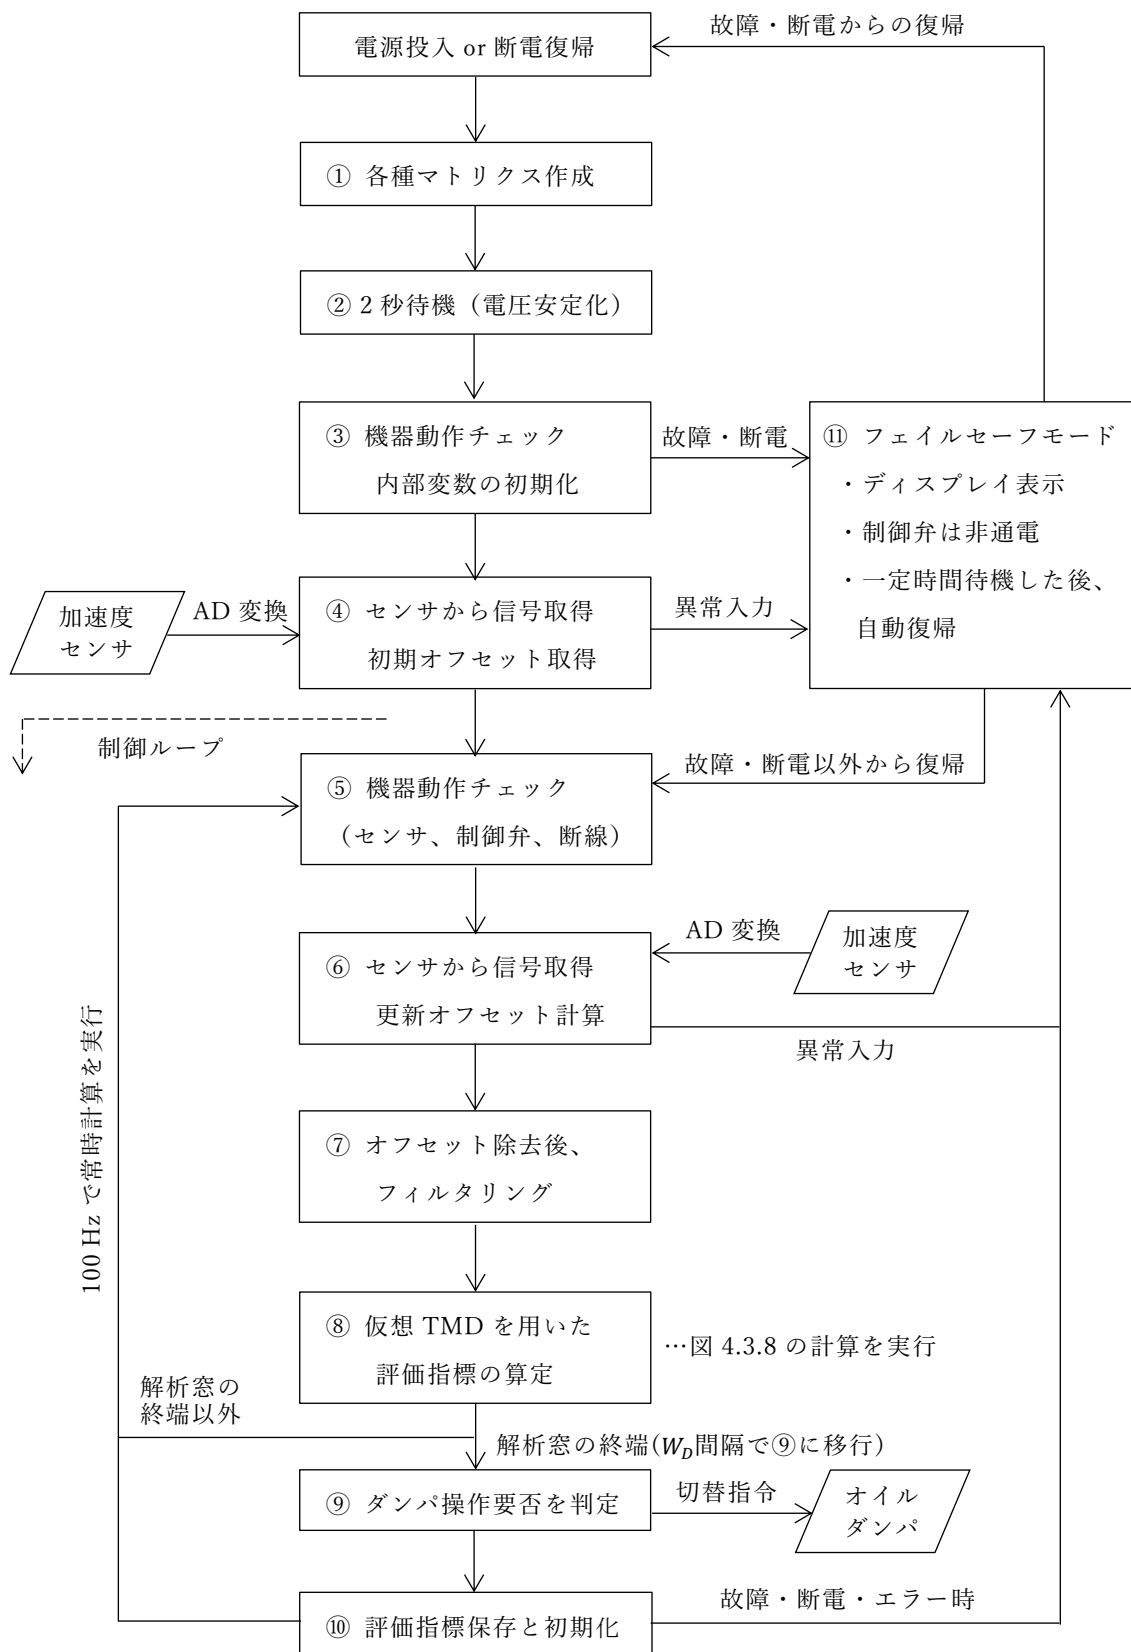 故障・断電からの復帰
電源投入 or 断電復帰
① 各種マトリクス作成
② 2 秒待機（電圧安定化）
③ 機器動作チェック
内部変数の初期化
故障・断電
⑪ フェイルセーフモード
・ディスプレイ表示
・制御弁は非通電
・一定時間待機した後、
自動復帰
加速度
センサ
AD 変換
④ センサから信号取得
初期オフセット取得
異常入力
制御ループ
故障・断電以外から復帰
⑤ 機器動作チェック
（センサ、制御弁、断線）
AD 変換
加速度
センサ
⑥ センサから信号取得
更新オフセット計算
異常入力
100 Hz で常時計算を実行
⑦ オフセット除去後、
フィルタリング
⑧ 仮想 TMD を用いた
評価指標の算定
…図 4.3.8 の計算を実行
解析窓の
終端以外
解析窓の終端(W_D間隔で⑨に移行)
⑨ ダンパ操作要否を判定
切替指令
オイル
ダンパ
⑩ 評価指標保存と初期化
故障・断電・エラー時